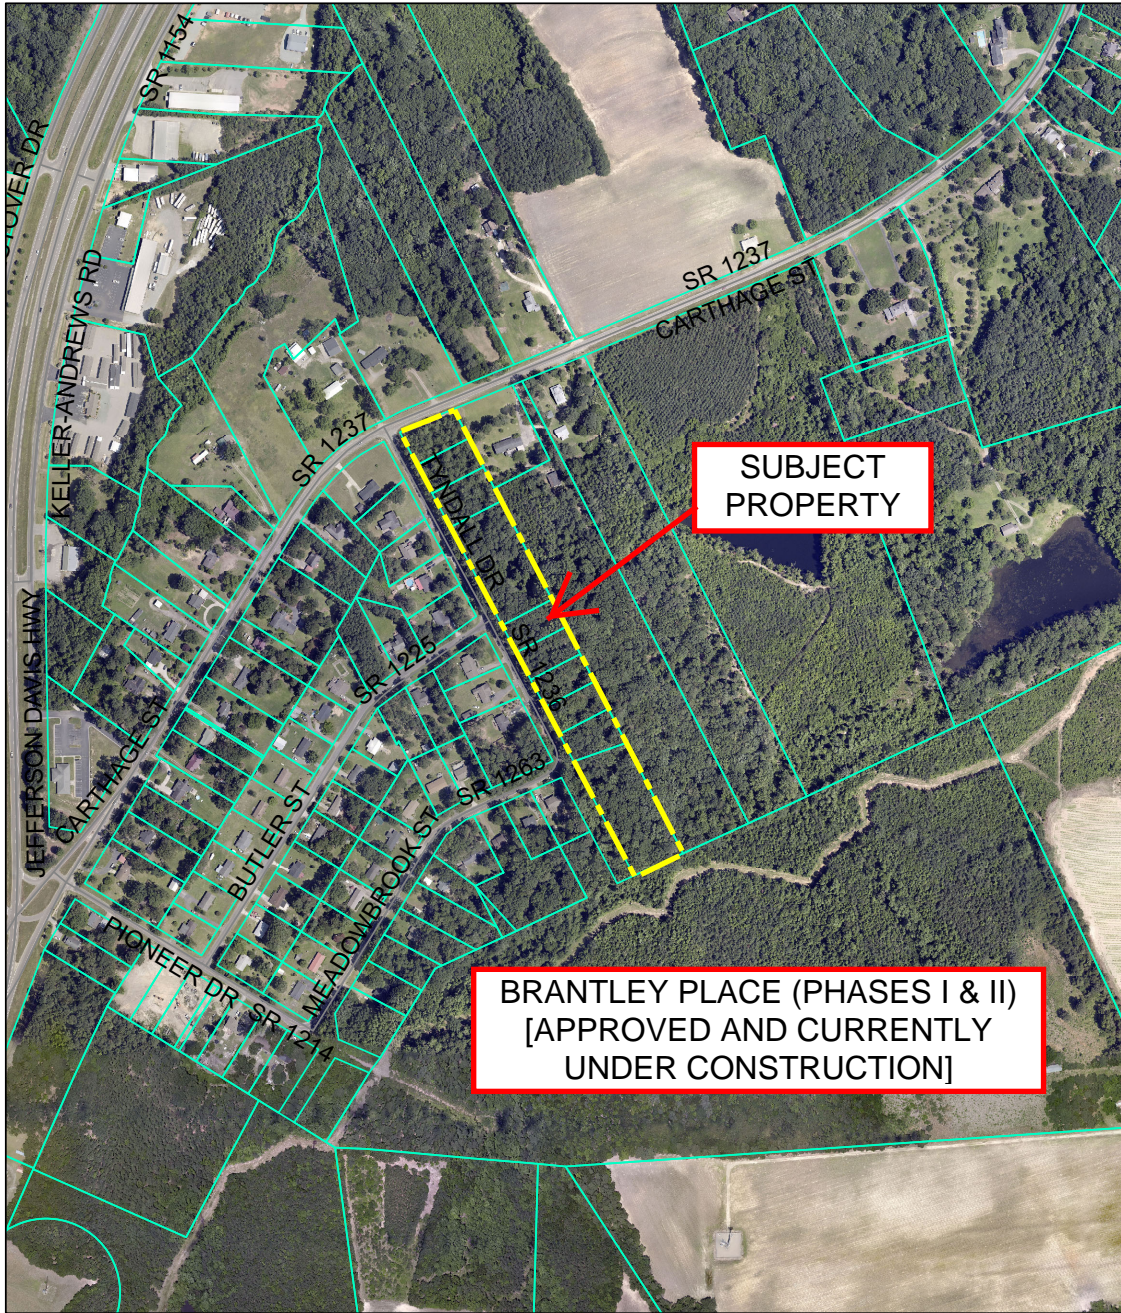 SR 1154
STOVER DR
KELLER-ANDREWS RD
SR 1237
CARTHAGE ST
SR 1237
SUBJECT
PROPERTY
TYNDALL DR
SR 1236
SR 1225
SR 1263
JEFFERSON DAVIS HWY
CARTHAGE ST
BUTLER ST
MEADOWBROOK ST
PIONEER DR
SR 1214
BRANTLEY PLACE (PHASES I & II)
[APPROVED AND CURRENTLY
UNDER CONSTRUCTION]